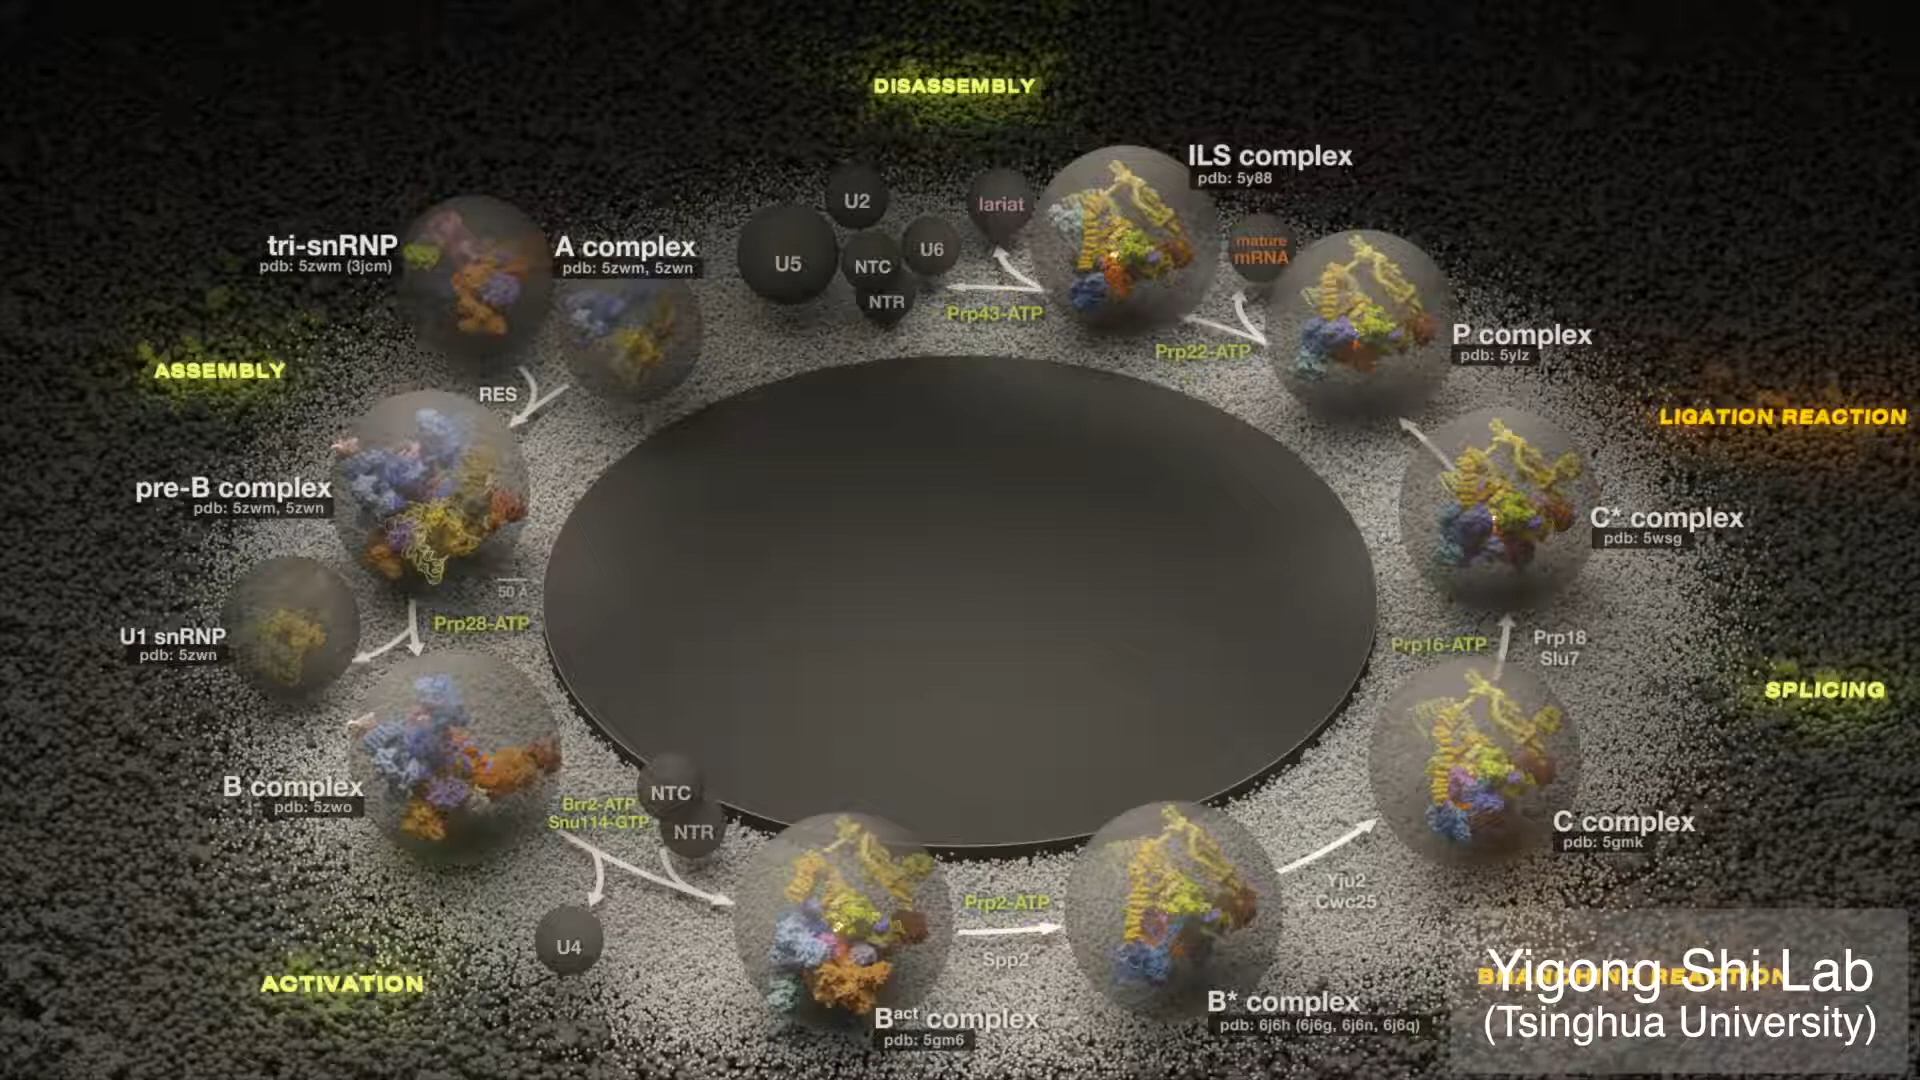 DISASSEMBLY
ILS complex
pdb: 5y88
U2
lariat
tri-snRNP
pdb: 5zwm (3jcm)
A complex
pdb: 5zwm, 5zwn
U5
NTC
U6
NTR
mature
mRNA
Prp43-ATP
Prp22-ATP
P complex
pdb: 5ylz
ASSEMBLY
RES
LIGATION REACTION
pre-B complex
pdb: 5zwm, 5zwn
C* complex
pdb: 5wsg
50 Å
U1 snRNP
pdb: 5zwn
Prp28-ATP
Prp16-ATP
Prp18
Slu7
SPLICING
B complex
pdb: 5zwo
Brr2-ATP
Snu114-GTP
NTC
NTR
C complex
pdb: 5gmk
Prp2-ATP
Spp2
Yju2
Cwc25
U4
ACTIVATION
Bact complex
pdb: 5gm6
B* complex
pdb: 6j6h (6j6g, 6j6n, 6j6q)
BRANCHING REACTION
Yigong Shi Lab
(Tsinghua University)